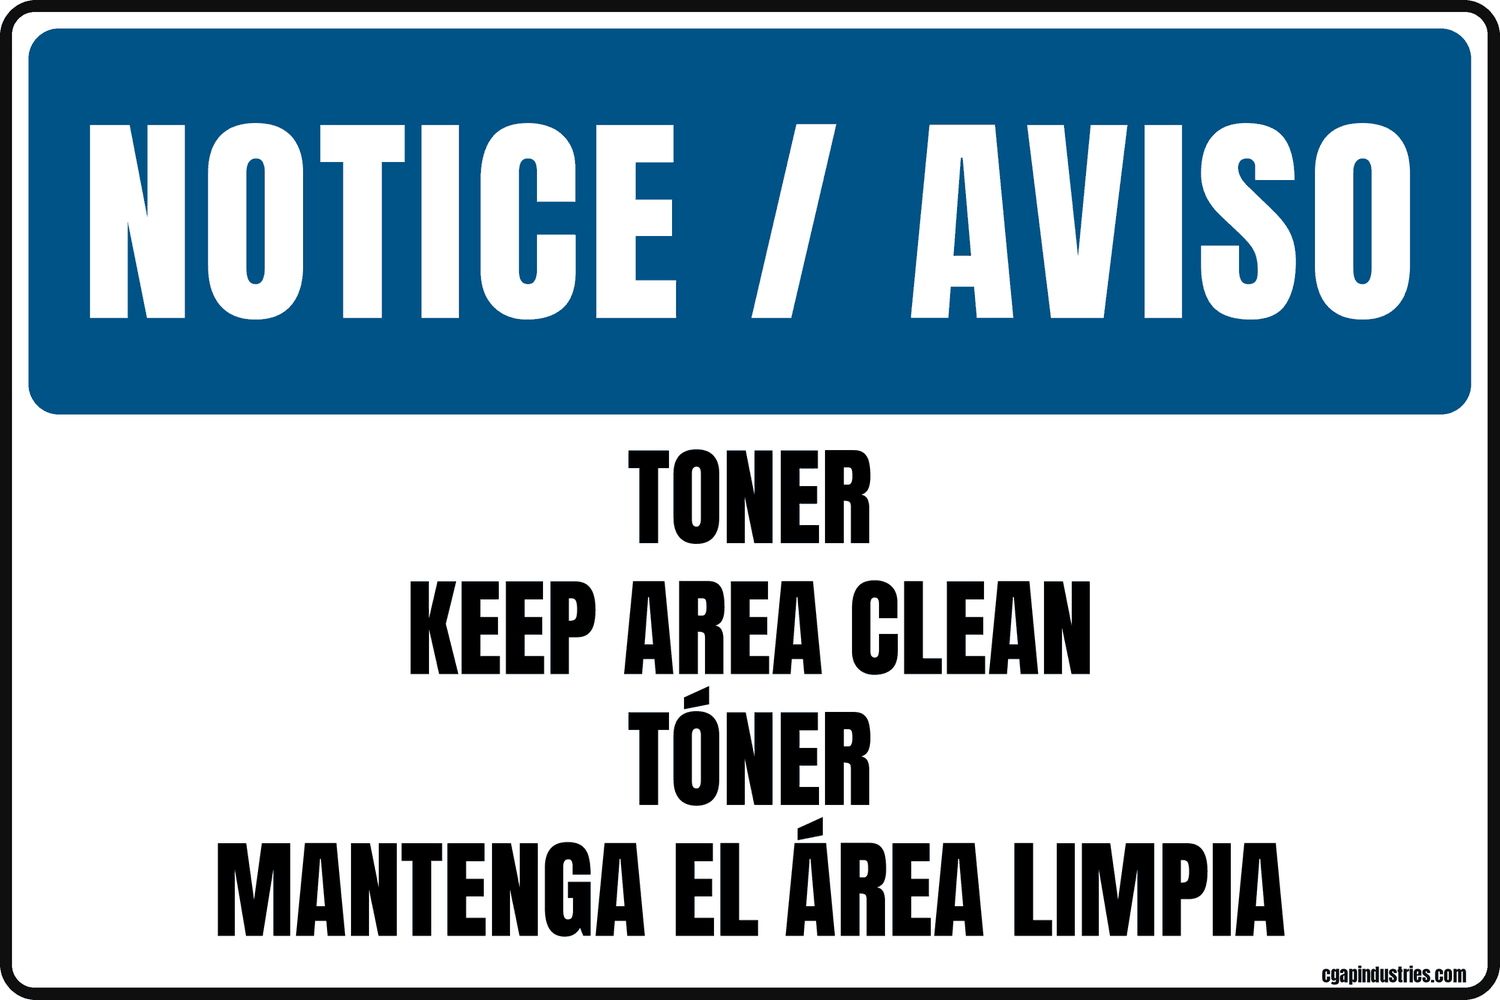 NOTICE / AVISO
TONER
KEEP AREA CLEAN
TÓNER
MANTENGA EL ÁREA LIMPIA
cgapindustries.com